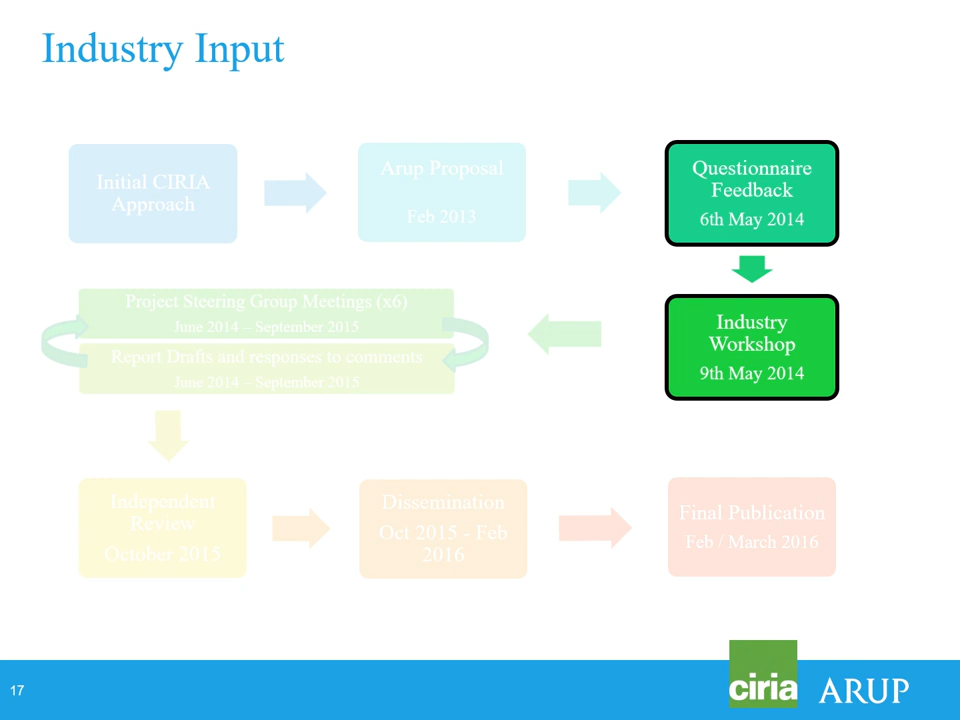 Industry Input
Initial CIRIA
Approach
Arup Proposal
Feb 2013
Questionnaire
Feedback
6th May 2014
Industry
Workshop
9th May 2014
Project Steering Group Meetings (x6)
June 2014 – September 2015
Report Drafts and responses to comments
June 2014 – September 2015
Independent
Review
October 2015
Dissemination
Oct 2015 - Feb
2016
Final Publication
Feb / March 2016
17
ciria
ARUP